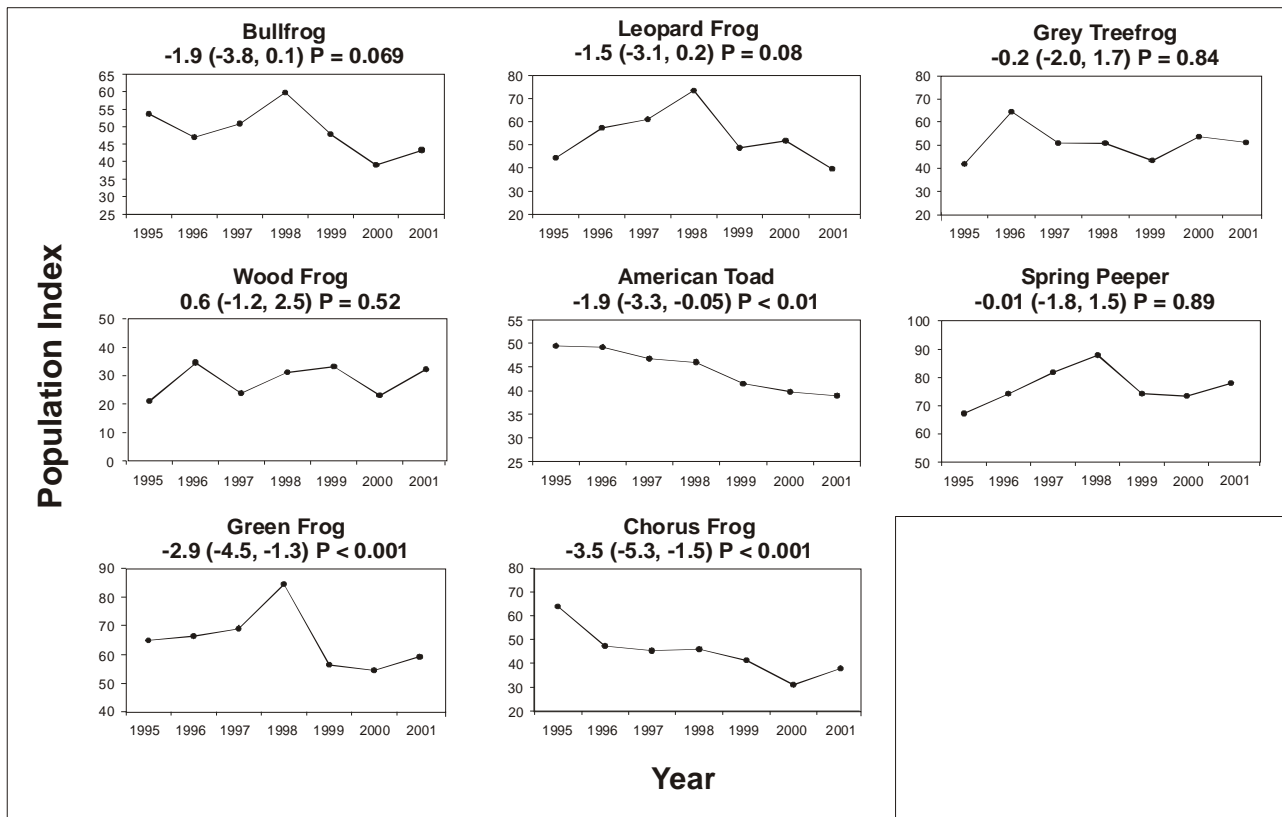 Bullfrog
-1.9 (-3.8, 0.1) P = 0.069
65
60
55
50
45
40
35
30
25
1995 1996 1997 1998 1999 2000 2001
Leopard Frog
-1.5 (-3.1, 0.2) P = 0.08
80
70
60
50
40
30
20
1995 1996 1997 1998 1999 2000 2001
Grey Treefrog
-0.2 (-2.0, 1.7) P = 0.84
80
70
60
50
40
30
20
1995 1996 1997 1998 1999 2000 2001
Population Index
Wood Frog
0.6 (-1.2, 2.5) P = 0.52
50
40
30
20
10
0
1995 1996 1997 1998 1999 2000 2001
American Toad
-1.9 (-3.3, -0.05) P < 0.01
55
50
45
40
35
30
25
1995 1996 1997 1998 1999 2000 2001
Spring Peeper
-0.01 (-1.8, 1.5) P = 0.89
100
90
80
70
60
50
1995 1996 1997 1998 1999 2000 2001
Green Frog
-2.9 (-4.5, -1.3) P < 0.001
90
80
70
60
50
40
1995 1996 1997 1998 1999 2000 2001
Chorus Frog
-3.5 (-5.3, -1.5) P < 0.001
80
70
60
50
40
30
20
1995 1996 1997 1998 1999 2000 2001
Year